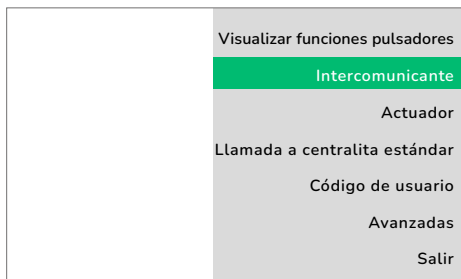 Visualizar funciones pulsadores
Intercomunicante
Actuador
Llamada a centralita estándar
Código de usuario
Avanzadas
Salir